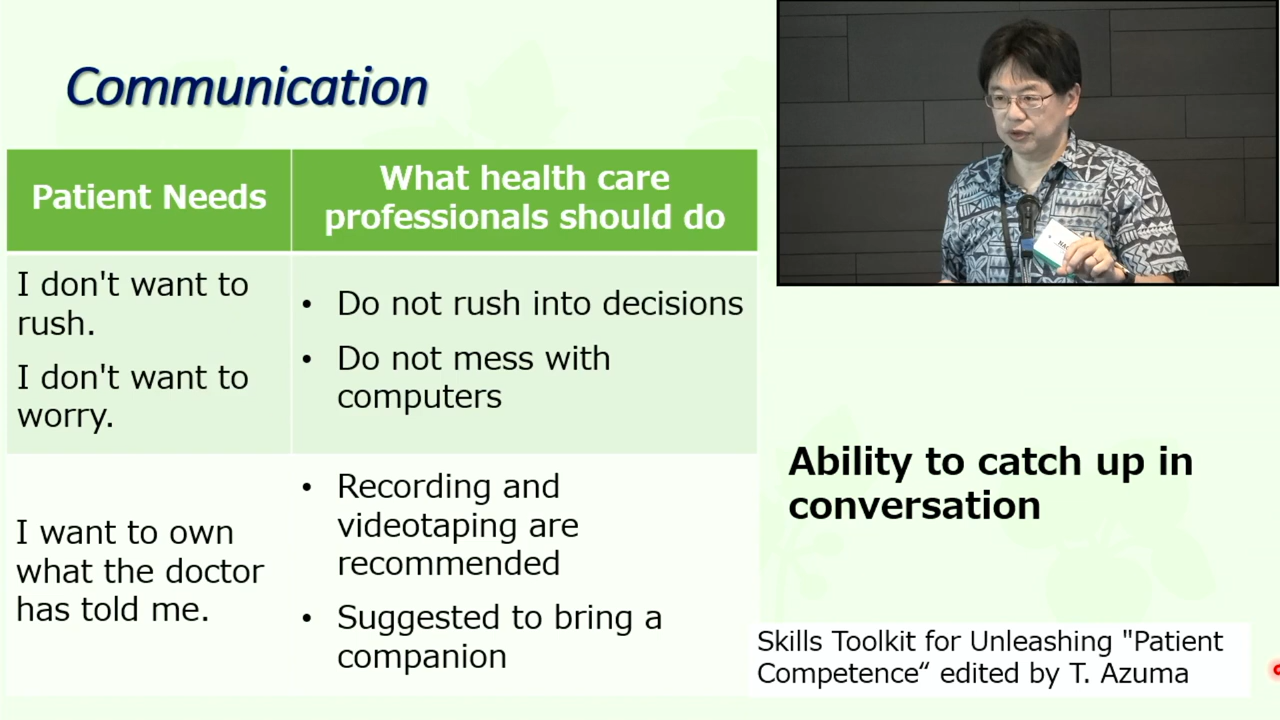 Communication
Patient Needs
What health care
professionals should do
I don't want to
rush.
I don't want to
worry.
• Do not rush into decisions
• Do not mess with
computers
I want to own
what the doctor
has told me.
• Recording and
videotaping are
recommended
• Suggested to bring a
companion
Ability to catch up in
conversation
Skills Toolkit for Unleashing "Patient
Competence“ edited by T. Azuma